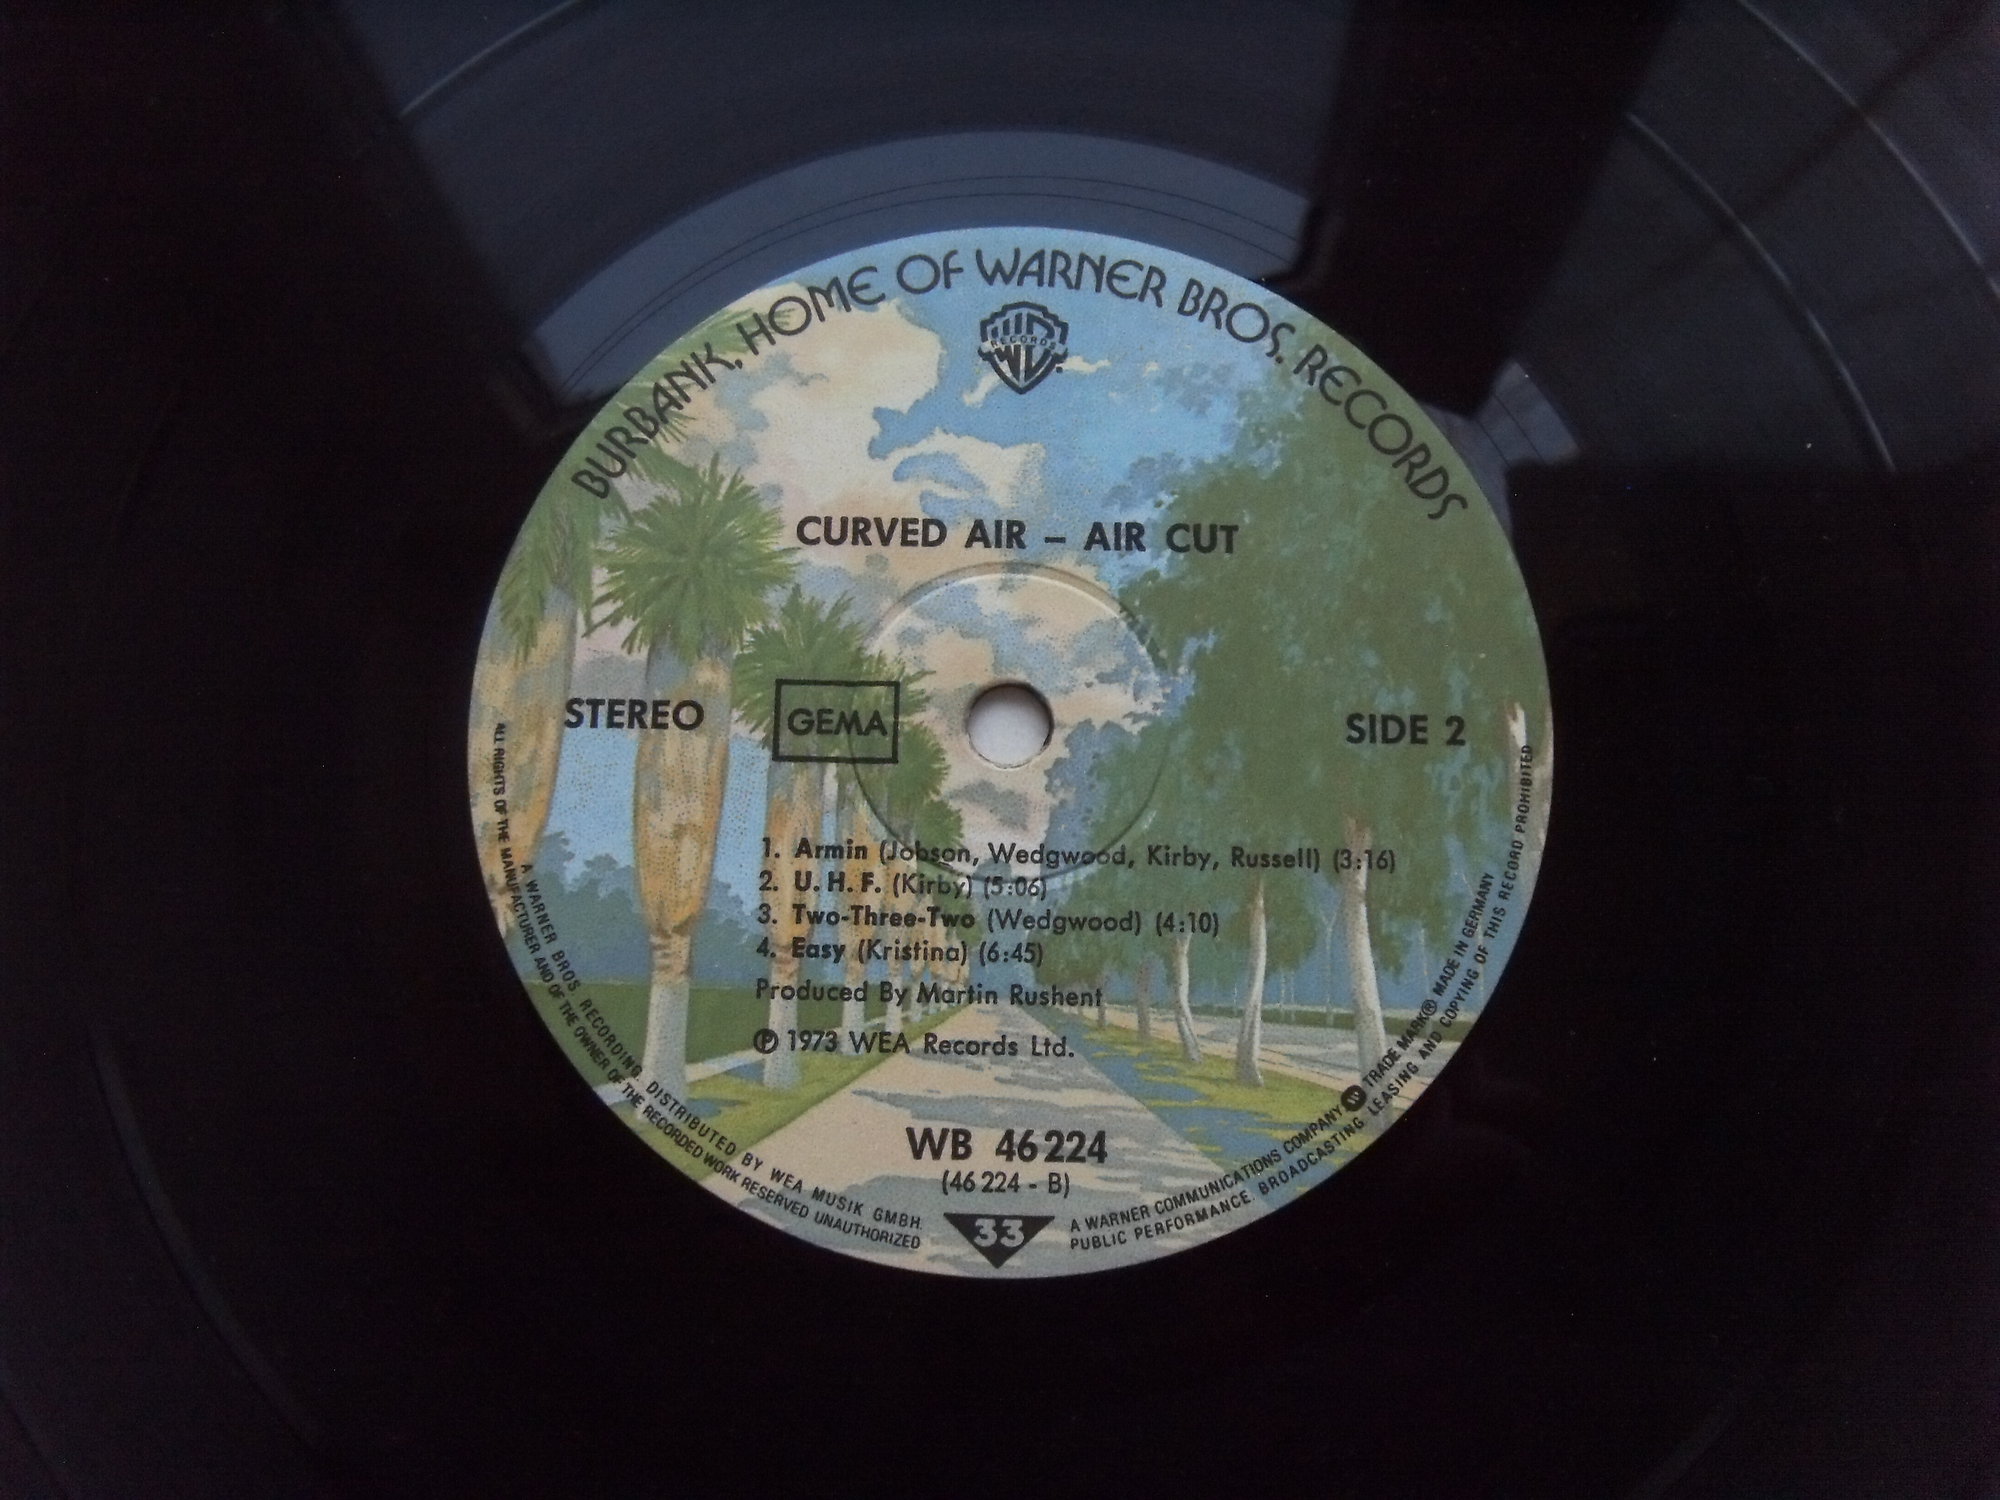 BURBANK, HOME OF WARNER BROS. RECORDS
RECORDS
CURVED AIR – AIR CUT
STEREO
GEMA
SIDE 2
1. Armin (Jobson, Wedgwood, Kirby, Russell) (3:16)
2. U.H.F. (Kirby) (5:06)
3. Two-Three-Two (Wedgwood) (4:10)
4. Easy (Kristina) (6:45)
Produced By Martin Rushent
℗ 1973 WEA Records Ltd.
WB 46 224
(46 224 - B)
33
A WARNER BROS RECORDING. DISTRIBUTED BY WEA MUSIK GMBH.
A WARNER COMMUNICATIONS COMPANY TRADE MARK® MADE IN GERMANY
ALL RIGHTS OF THE MANUFACTURER AND OF THE OWNER OF THE RECORDED WORK RESERVED UNAUTHORIZED
PUBLIC PERFORMANCE. BROADCASTING LEASING AND COPYING OF THIS RECORD PROHIBITED